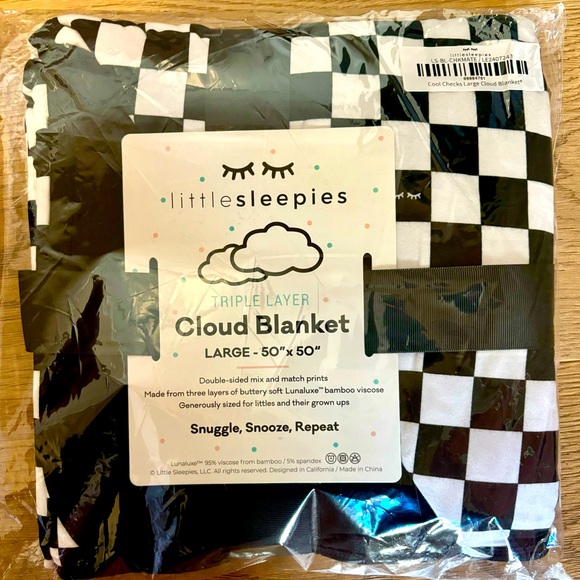 littlesleepies
LS-BL-CHKMATE / LE240T243
Cool Checks Large Cloud Blanket*
littlesleepies
TRIPLE LAYER
Cloud Blanket
LARGE - 50” x 50“
Double-sided mix and match prints
Made from three layers of buttery soft Lunaluxe™ bamboo viscose
Generously sized for littles and their grown ups
Snuggle, Snooze, Repeat
Lunaluxe™ 95% viscose from bamboo / 5% spandex
© Little Sleepies, LLC. All rights reserved. Designed in California / Made in China